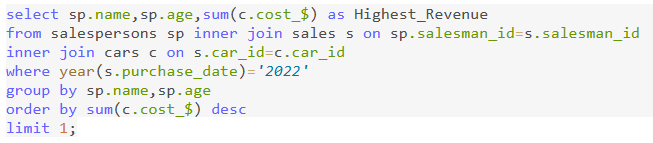 select sp.name,sp.age,sum(c.cost_$) as Highest_Revenue
from salespersons sp inner join sales s on sp.salesman_id=s.salesman_id
inner join cars c on s.car_id=c.car_id
where year(s.purchase_date)='2022'
group by sp.name,sp.age
order by sum(c.cost_$) desc
limit 1;